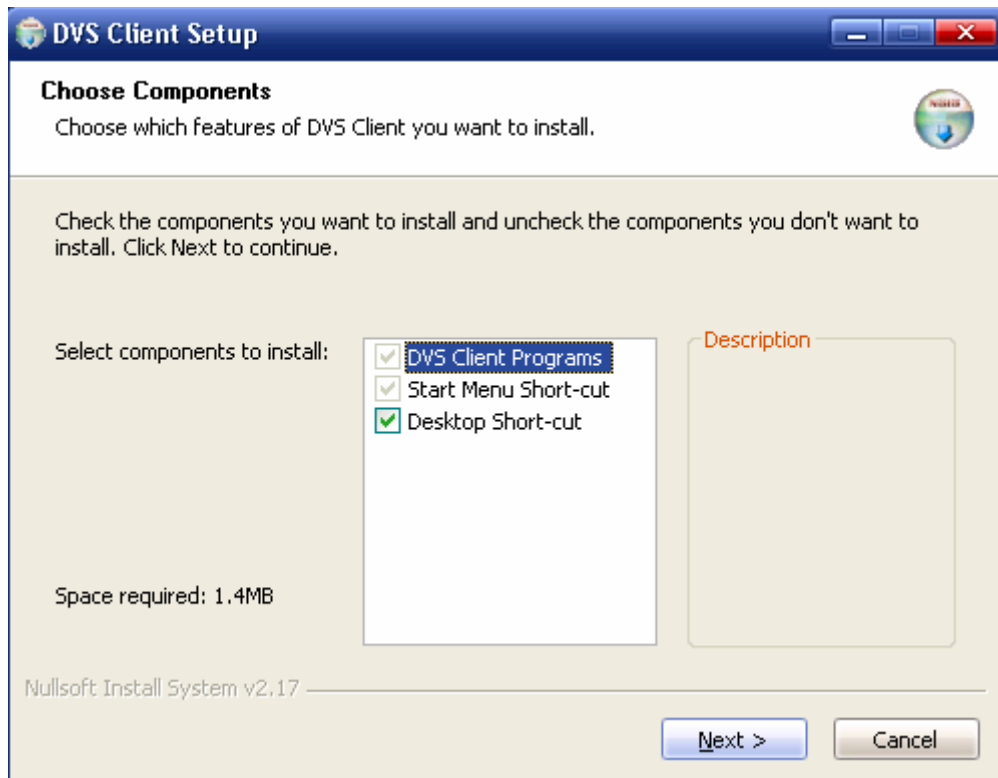 DVS Client Setup
Choose Components
Choose which features of DVS Client you want to install.
Check the components you want to install and uncheck the components you don't want to
install. Click Next to continue.
Select components to install:
DVS Client Programs
Start Menu Short-cut
Desktop Short-cut
Description
Space required: 1.4MB
Nullsoft Install System v2.17
Next >
Cancel